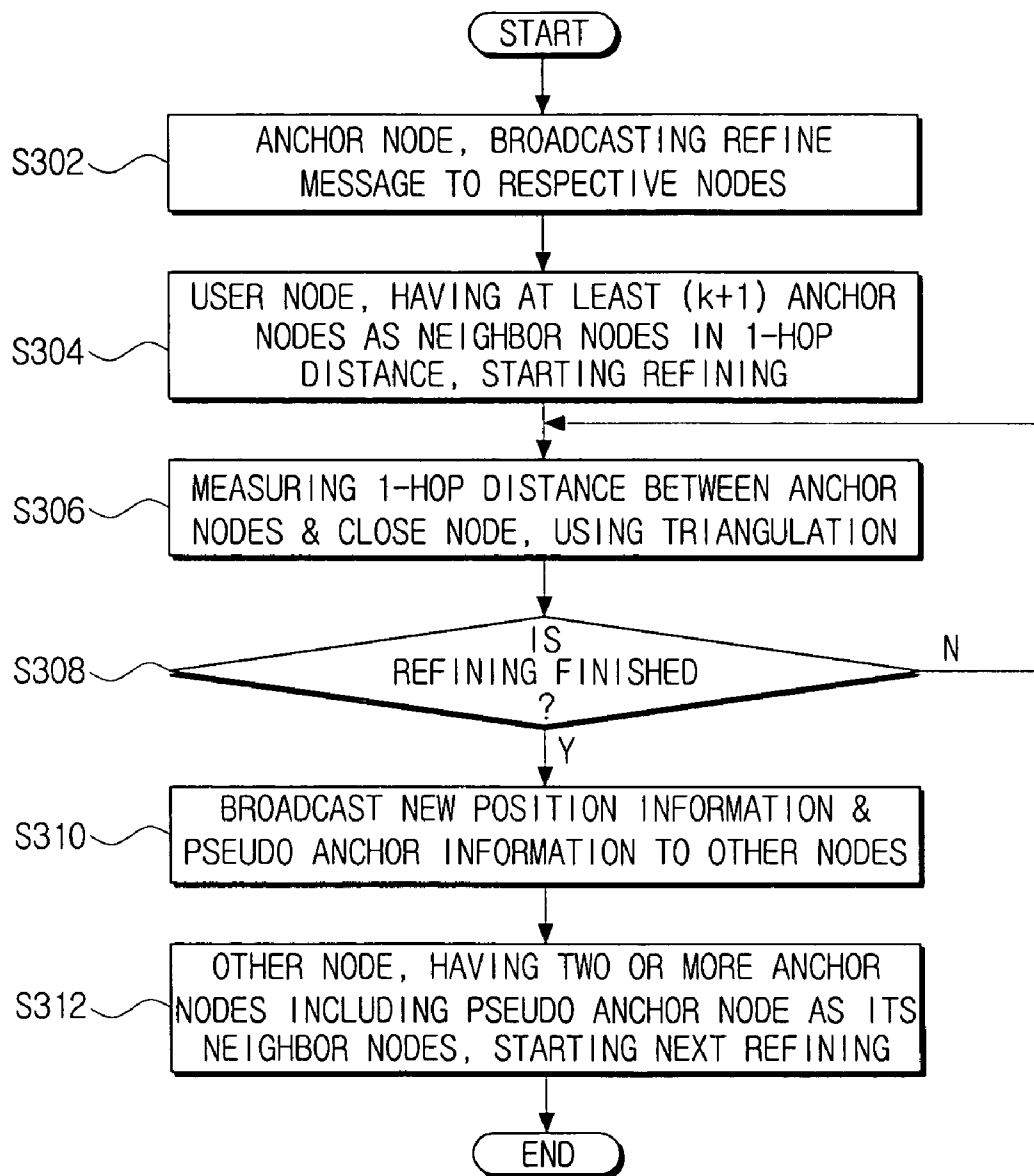 START
S302
ANCHOR NODE, BROADCASTING REFINE
MESSAGE TO RESPECTIVE NODES
S304
USER NODE, HAVING AT LEAST (k+1) ANCHOR
NODES AS NEIGHBOR NODES IN 1-HOP
DISTANCE, STARTING REFINING
S306
MEASURING 1-HOP DISTANCE BETWEEN ANCHOR
NODES & CLOSE NODE, USING TRIANGULATION
S308
IS
REFINING FINISHED
?
N
Y
S310
BROADCAST NEW POSITION INFORMATION &
PSEUDO ANCHOR INFORMATION TO OTHER NODES
S312
OTHER NODE, HAVING TWO OR MORE ANCHOR
NODES INCLUDING PSEUDO ANCHOR NODE AS ITS
NEIGHBOR NODES, STARTING NEXT REFINING
END